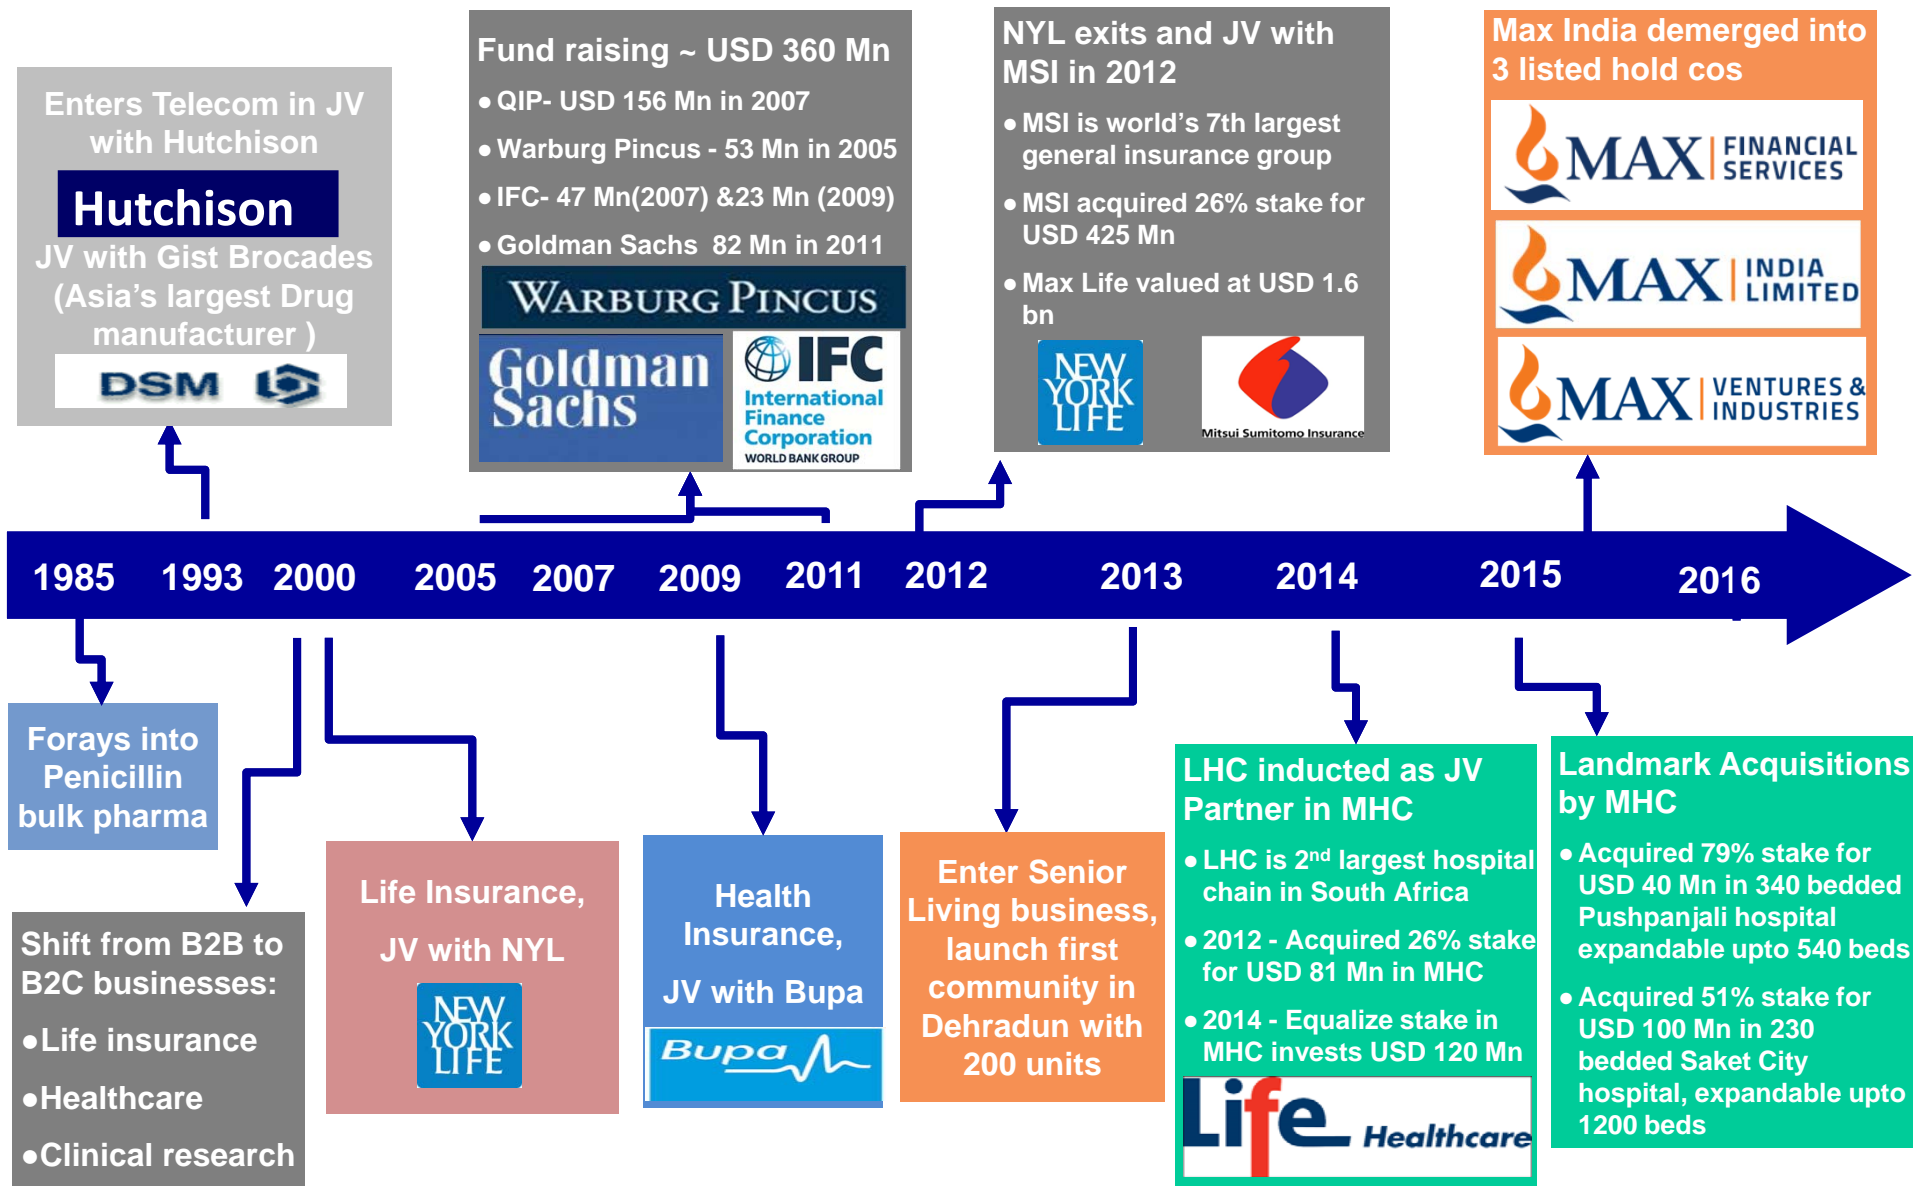 Enters Telecom in JV
with Hutchison
Hutchison
JV with Gist Brocades
(Asia's largest Drug
manufacturer )
DSM
Fund raising ~ USD 360 Mn
● QIP- USD 156 Mn in 2007
● Warburg Pincus - 53 Mn in 2005
● IFC- 47 Mn(2007) &23 Mn (2009)
● Goldman Sachs 82 Mn in 2011
WARBURG PINCUS
Goldman
Sachs
IFC
International
Finance
Corporation
WORLD BANK GROUP
NYL exits and JV with
MSI in 2012
● MSI is world's 7th largest
general insurance group
● MSI acquired 26% stake for
USD 425 Mn
● Max Life valued at USD 1.6
bn
NEW
YORK
LIFE
Mitsui Sumitomo Insurance
Max India demerged into
3 listed hold cos
MAX FINANCIAL
SERVICES
MAX INDIA
LIMITED
MAX VENTURES &
INDUSTRIES
1985 1993 2000 2005 2007 2009 2011 2012 2013 2014 2015 2016
Forays into
Penicillin
bulk pharma
Shift from B2B to
B2C businesses:
●Life insurance
●Healthcare
●Clinical research
Life Insurance,
JV with NYL
NEW
YORK
LIFE
Health
Insurance,
JV with Bupa
Bupa
Enter Senior
Living business,
launch first
community in
Dehradun with
200 units
LHC inducted as JV
Partner in MHC
● LHC is 2nd largest hospital
chain in South Africa
● 2012 - Acquired 26% stake
for USD 81 Mn in MHC
● 2014 - Equalize stake in
MHC invests USD 120 Mn
Life Healthcare
Landmark Acquisitions
by MHC
● Acquired 79% stake for
USD 40 Mn in 340 bedded
Pushpanjali hospital
expandable upto 540 beds
● Acquired 51% stake for
USD 100 Mn in 230
bedded Saket City
hospital, expandable upto
1200 beds